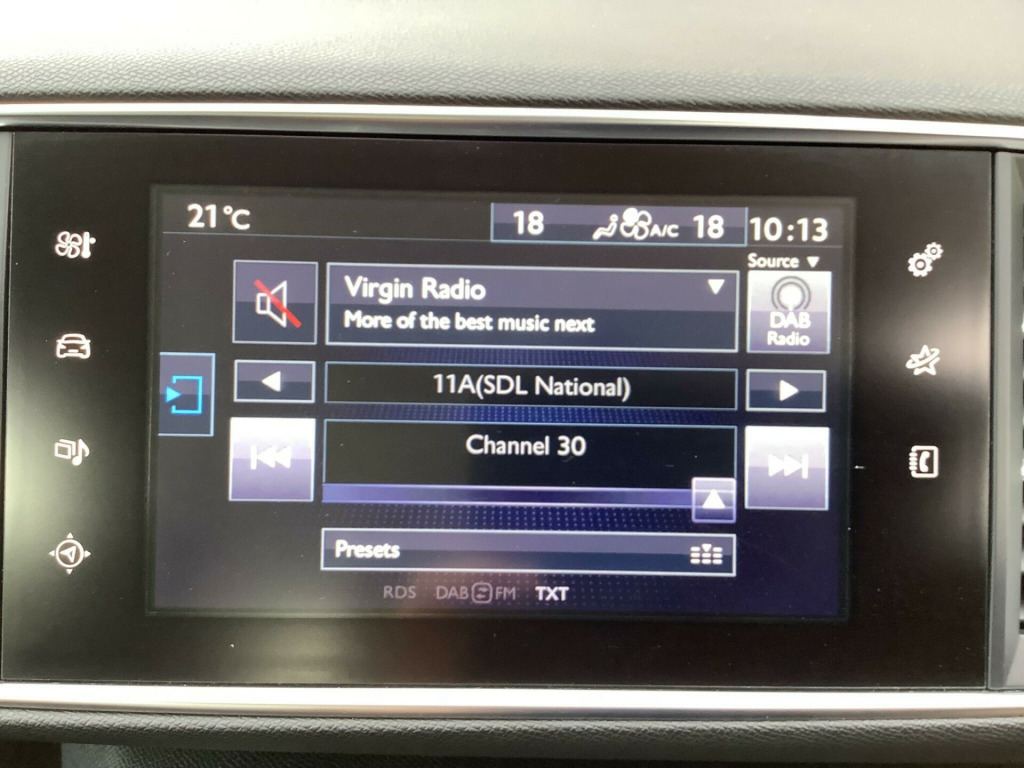 21°C
18 A/C 18
10:13
Source
Virgin Radio
More of the best music next
DAB
Radio
11A(SDL National)
Channel 30
Presets
RDS DAB FM TXT